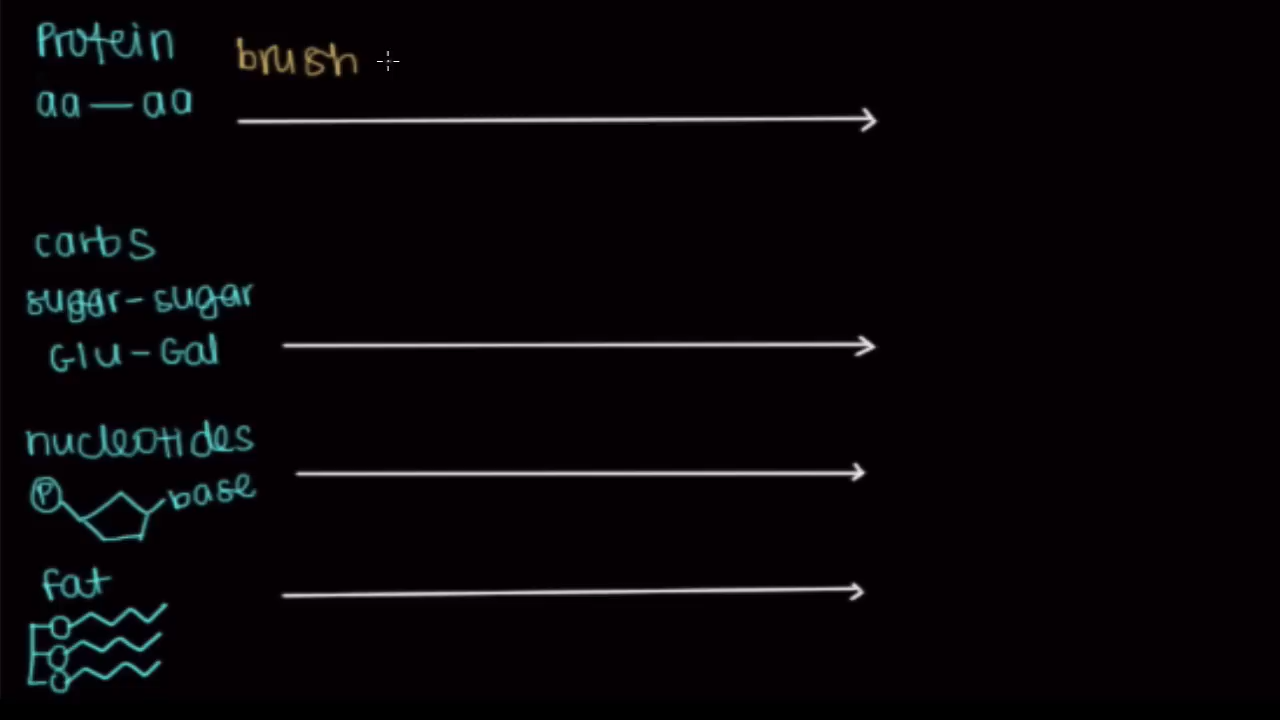 Protein
brush
aa — aa
carbs
sugar - sugar
Glu - Gal
nucleotides
P
base
fat